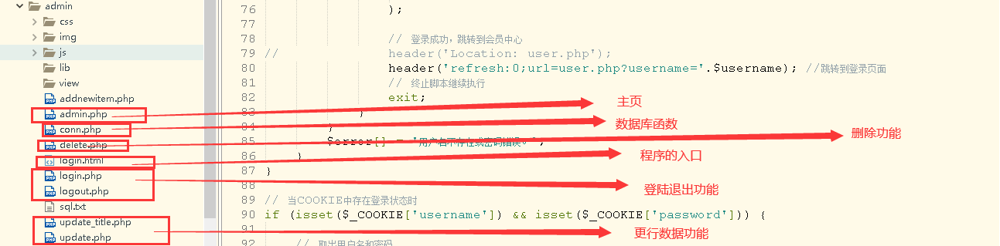 admin
css
img
js
lib
view
addnewitem.php
admin.php
conn.php
delete.php
login.html
login.php
logout.php
sql.txt
update_title.php
update.php
76 );
77
78 // 登录成功，跳转到会员中心
79 // header('Location: user.php');
80 header('refresh:0;url=user.php?username='.$username); //跳转到登录页面
81 // 终止脚本继续执行
82 exit;
83 }
84 }
85 $error[] = '用户名不存在或密码错误。';
86 }
87 }
88
89 // 当COOKIE中存在登录状态时
90 if (isset($_COOKIE['username']) && isset($_COOKIE['password'])) {
91
92 // 取出用户名和密码
主页
数据库函数
删除功能
程序的入口
登陆退出功能
更行数据功能